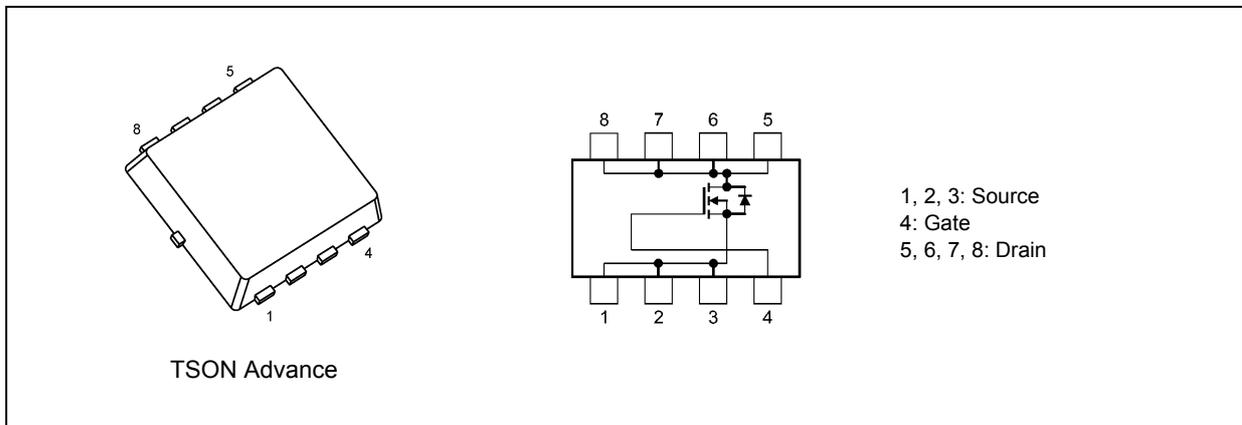 5
8
4
1
TSON Advance
8 7 6 5
1 2 3 4
1, 2, 3: Source
4: Gate
5, 6, 7, 8: Drain